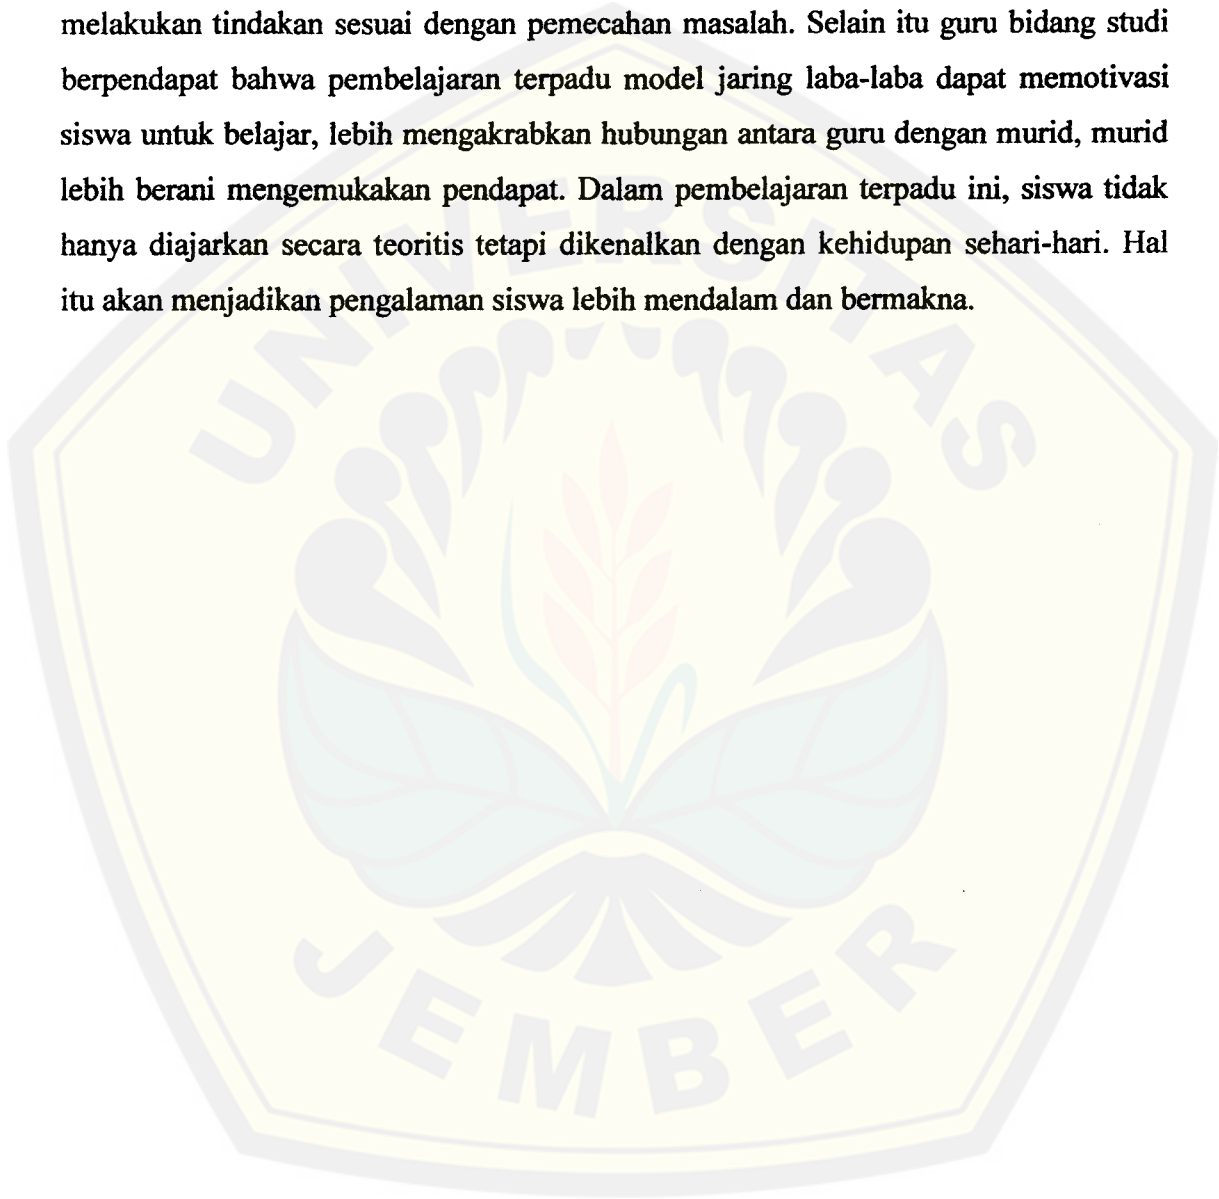 melakukan tindakan sesuai dengan pemecahan masalah. Selain itu guru bidang studi
berpendapat bahwa pembelajaran terpadu model jaring laba-laba dapat memotivasi
siswa untuk belajar, lebih mengakrabkan hubungan antara guru dengan murid, murid
lebih berani mengemukakan pendapat. Dalam pembelajaran terpadu ini, siswa tidak
hanya diajarkan secara teoritis tetapi dikenalkan dengan kehidupan sehari-hari. Hal
itu akan menjadikan pengalaman siswa lebih mendalam dan bermakna.
UNIVERSITAS
JEMBER